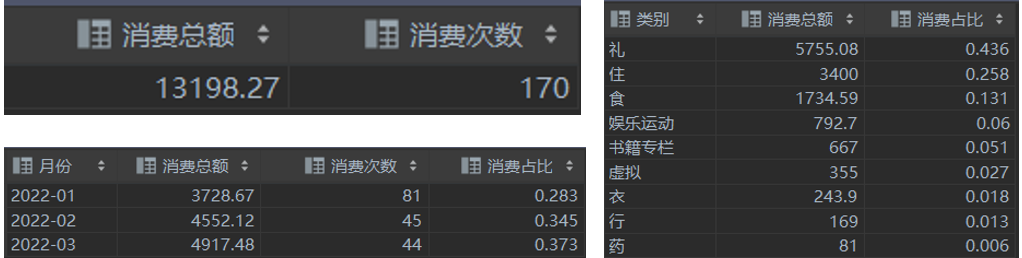 消费总额 消费次数
13198.27 170
月份 消费总额 消费次数 消费占比
2022-01 3728.67 81 0.283
2022-02 4552.12 45 0.345
2022-03 4917.48 44 0.373
类别 消费总额 消费占比
礼 5755.08 0.436
住 3400 0.258
食 1734.59 0.131
娱乐运动 792.7 0.06
书籍专栏 667 0.051
虚拟 355 0.027
衣 243.9 0.018
行 169 0.013
药 81 0.006